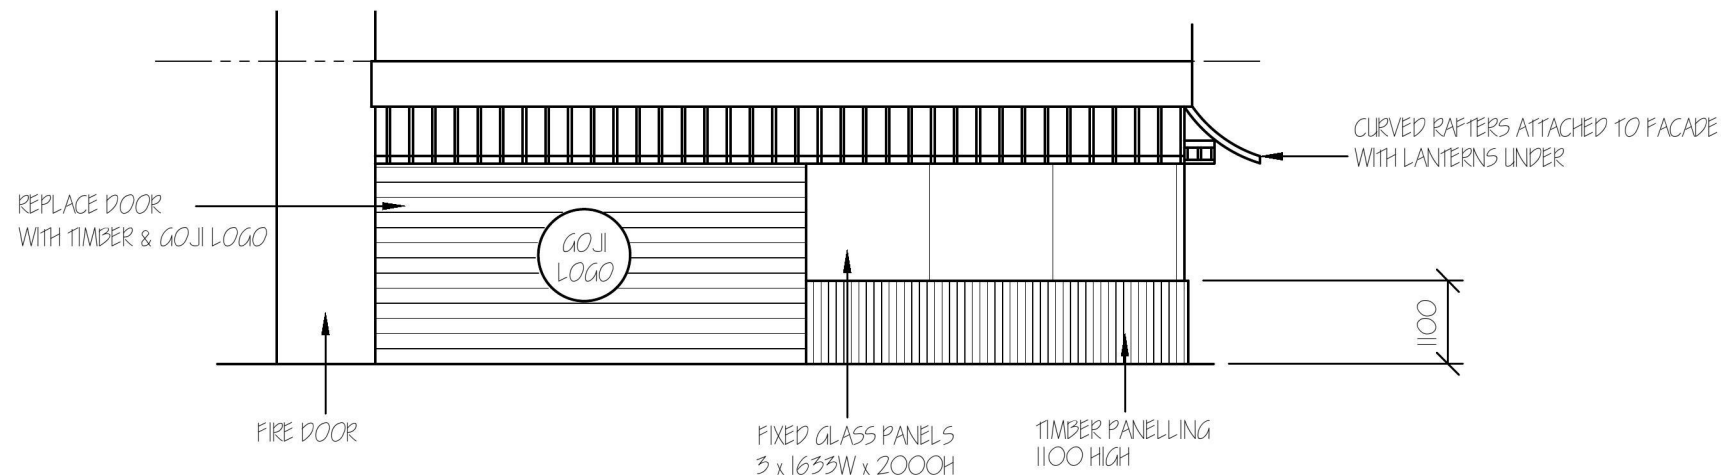 CURVED RAFTERS ATTACHED TO FACADE
WITH LANTERNS UNDER
REPLACE DOOR
WITH TIMBER & GOJI LOGO
GOJI
LOGO
1100
FIRE DOOR
FIXED GLASS PANELS
3 x 1633W x 2000H
TIMBER PANELLING
1100 HIGH